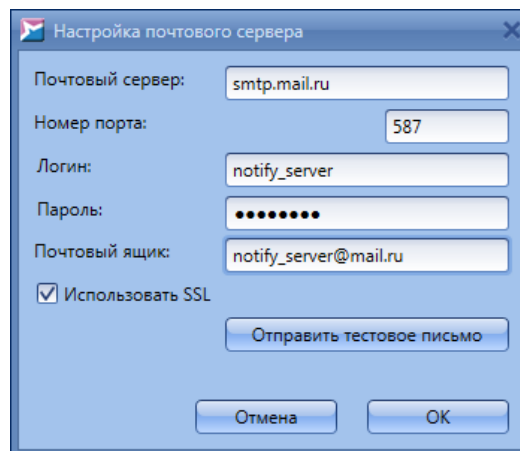 Настройка почтового сервера
Почтовый сервер: smtp.mail.ru
Номер порта: 587
Логин: notify_server
Пароль: ●●●●●●●●
Почтовый ящик: notify_server@mail.ru
Использовать SSL
Отправить тестовое письмо
Отмена OK